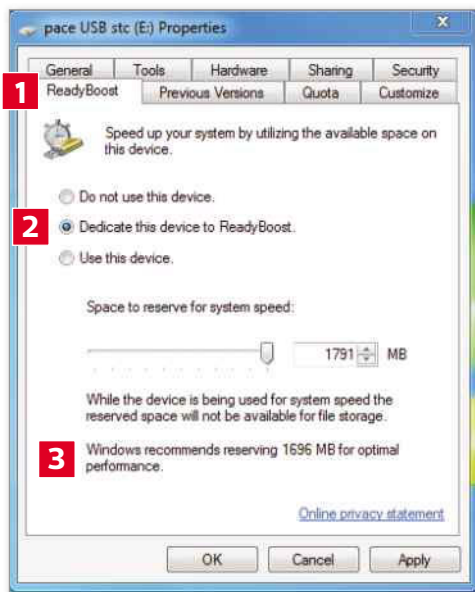 pace USB stc (E:) Properties
X
General Tools Hardware Sharing Security
1
ReadyBoost Previous Versions Quota Customize
Speed up your system by utilizing the available space on
this device.
Do not use this device.
2
Dedicate this device to ReadyBoost.
Use this device.
Space to reserve for system speed:
1791 MB
While the device is being used for system speed the
reserved space will not be available for file storage.
3
Windows recommends reserving 1696 MB for optimal
performance.
Online privacy statement
OK Cancel Apply